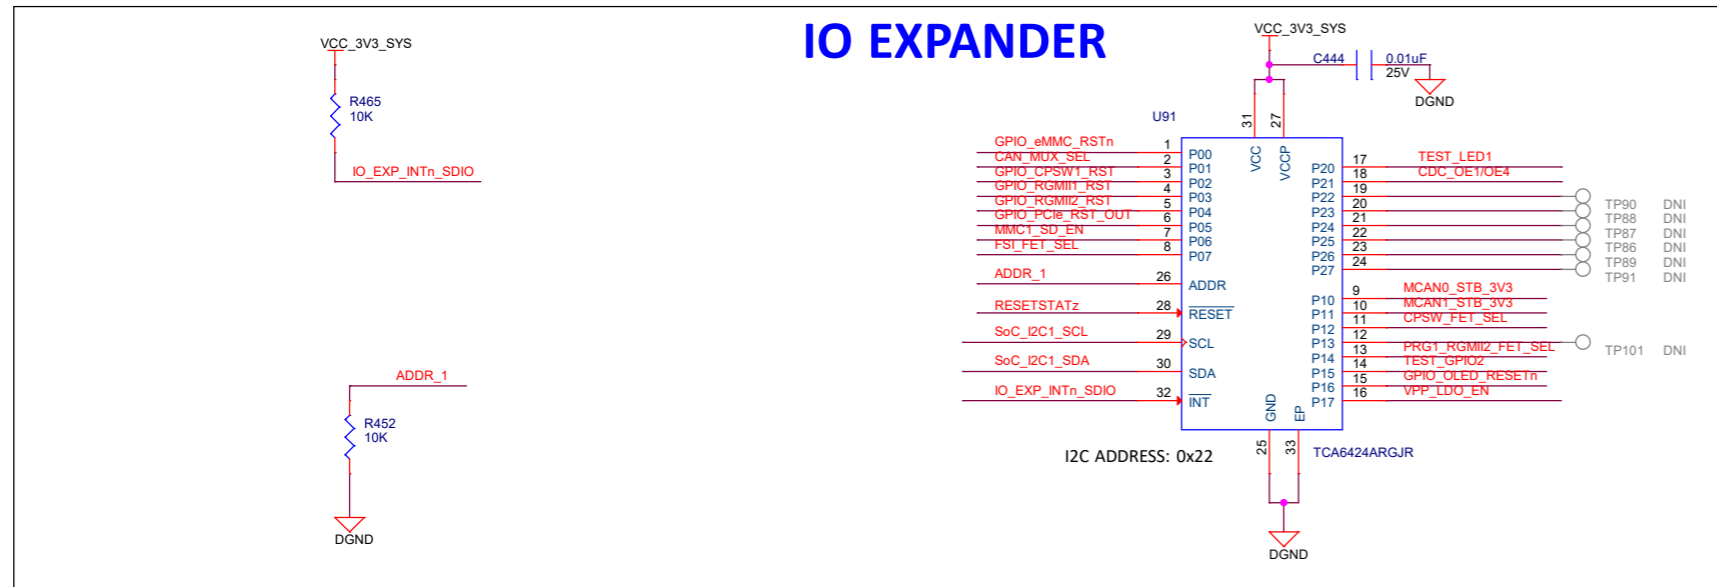 IO EXPANDER
VCC_3V3_SYS
R465
10K
IO_EXP_INTn_SDIO
ADDR_1
R452
10K
DGND
VCC_3V3_SYS
C444
0.01uF
25V
DGND
U91
31
27
VCC
VCCP
GPIO_eMMC_RSTn 1 P00
CAN_MUX_SEL 2 P01
GPIO_CPSW1_RST 3 P02
GPIO_RGMII1_RST 4 P03
GPIO_RGMII2_RST 5 P04
GPIO_PCIe_RST_OUT 6 P05
MMC1_SD_EN 7 P06
FSI_FET_SEL 8 P07
ADDR_1 26 ADDR
RESETSTATz 28 RESET
SoC_I2C1_SCL 29 SCL
SoC_I2C1_SDA 30 SDA
IO_EXP_INTn_SDIO 32 INT
P20 17 TEST_LED1
P21 18 CDC_OE1/OE4
P22 19 TP90 DNI
P23 20 TP88 DNI
P24 21 TP87 DNI
P25 22 TP86 DNI
P26 23 TP89 DNI
P27 24 TP91 DNI
P10 9 MCAN0_STB_3V3
P11 10 MCAN1_STB_3V3
P12 11 CPSW_FET_SEL
P13 12 TP101 DNI
P14 13 PRG1_RGMII2_FET_SEL
P15 14 TEST_GPIO2
P16 15 GPIO_OLED_RESETn
P17 16 VPP_LDO_EN
GND
EP
25
33
TCA6424ARGJR
I2C ADDRESS: 0x22
DGND